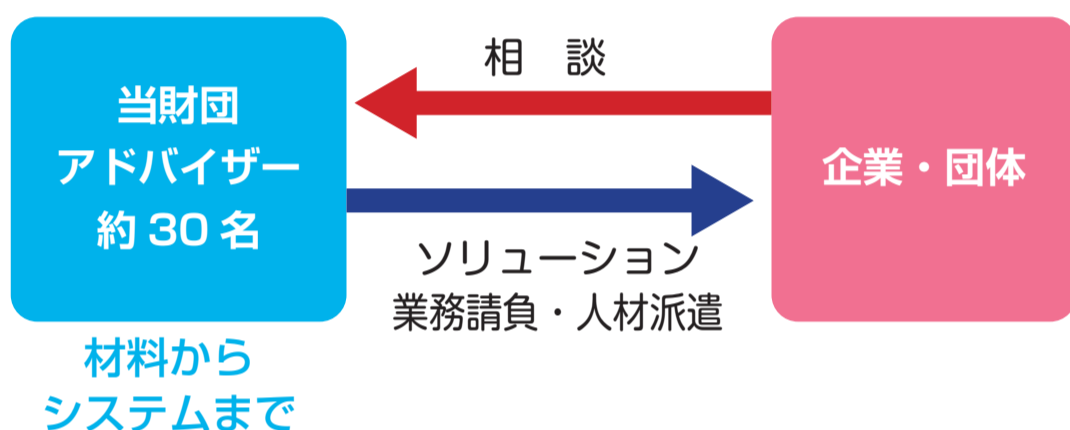 当財団
アドバイザー
約 30 名
材料から
システムまで
相　談
ソリューション
業務請負・人材派遣
企業・団体